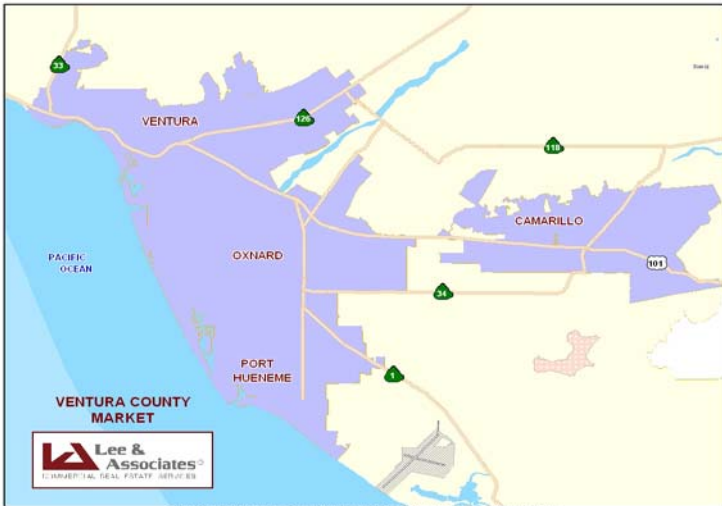 33
VENTURA
126
118
CAMARILLO
PACIFIC
OCEAN
OXNARD
101
34
PORT
HUENEME
1
VENTURA COUNTY
MARKET
Lee &
Associates
COMMERCIAL REAL ESTATE SERVICES